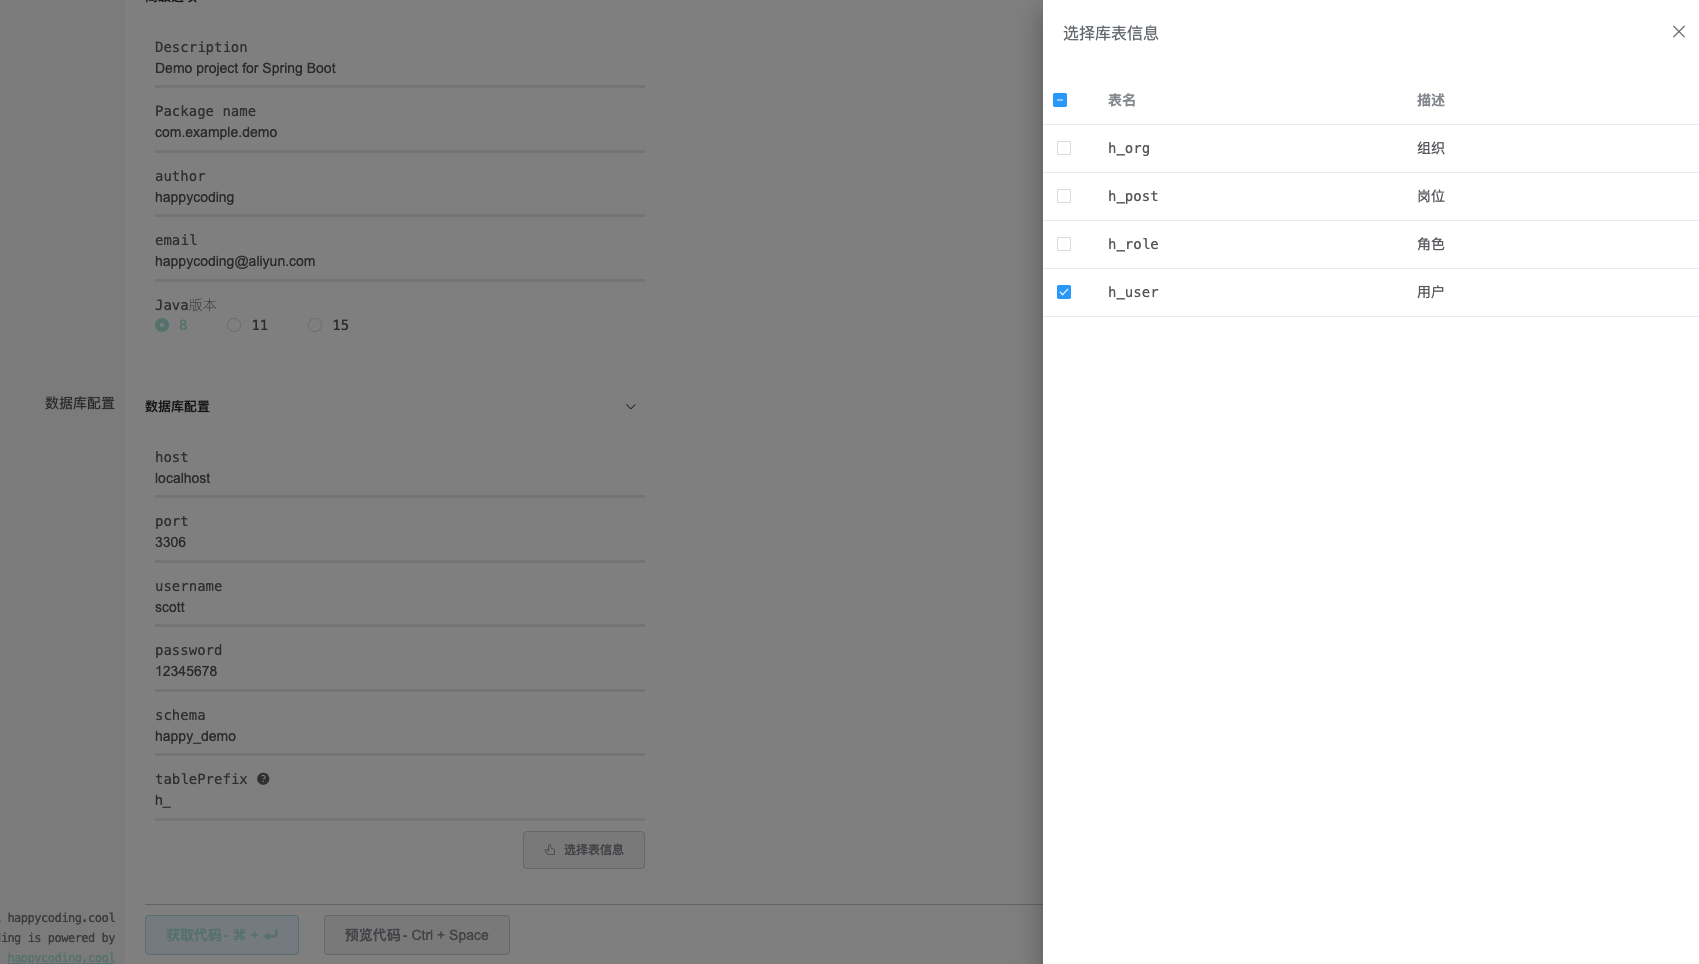 Description
Demo project for Spring Boot
Package name
com.example.demo
author
happycoding
email
happycoding@aliyun.com
Java版本
8 11 15
数据库配置
数据库配置
host
localhost
port
3306
username
scott
password
12345678
schema
happy_demo
tablePrefix
h_
选择表信息
获取代码 - ⌘ + ↵
预览代码 - Ctrl + Space
happycoding.cool
ing is powered by
happycoding.cool
选择库表信息
表名 描述
h_org 组织
h_post 岗位
h_role 角色
h_user 用户